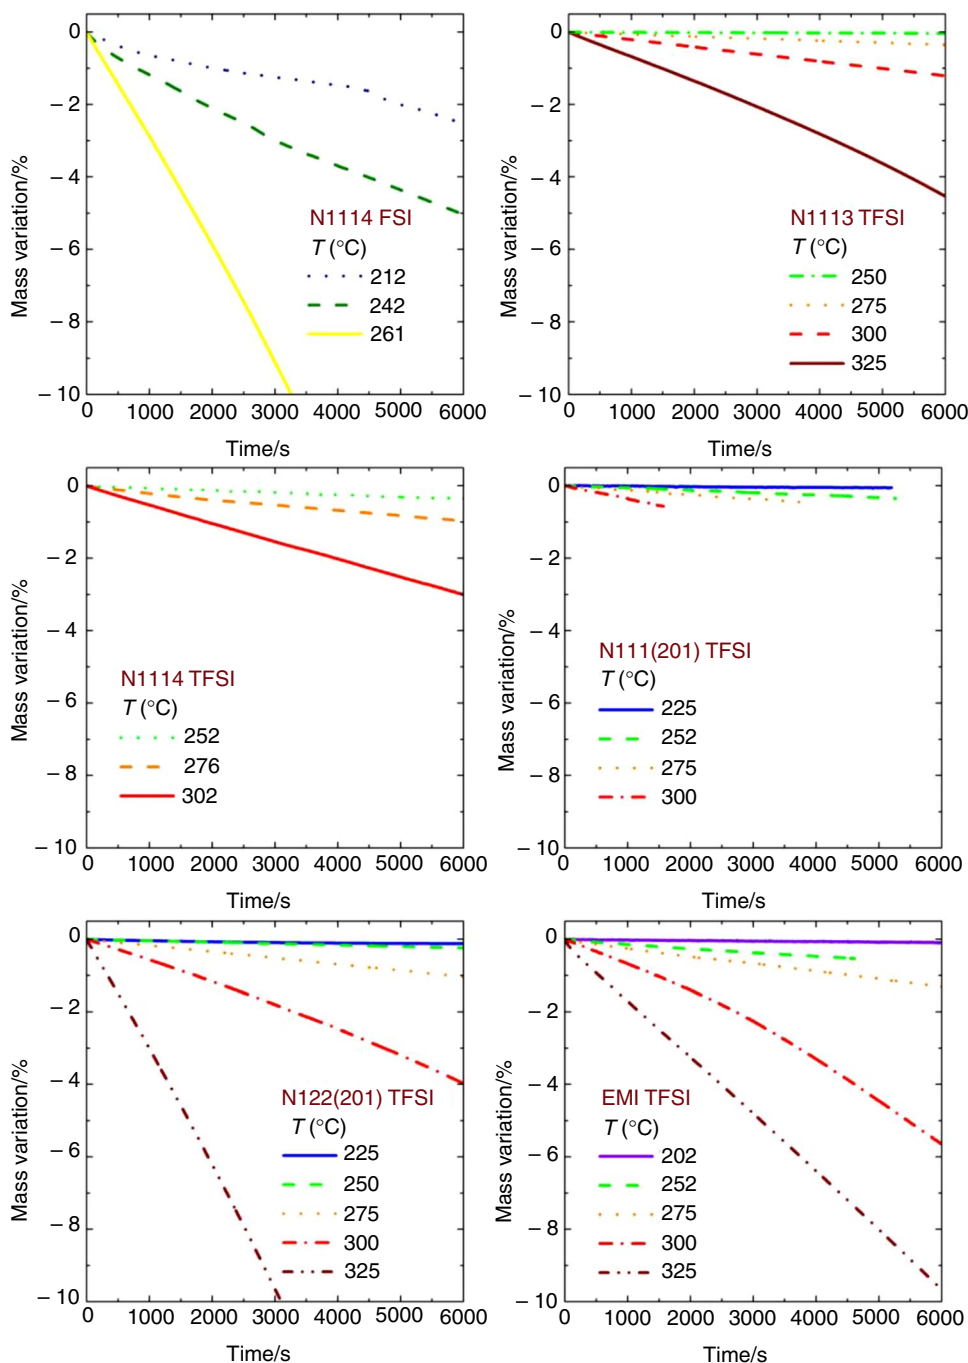 0
− 2
− 4
− 6
− 8
− 10
Mass variation/%
N1114 FSI
T (°C)
212
242
261
0 1000 2000 3000 4000 5000 6000
Time/s
0
− 2
− 4
− 6
− 8
− 10
Mass variation/%
N1113 TFSI
T (°C)
250
275
300
325
0 1000 2000 3000 4000 5000 6000
Time/s
0
− 2
− 4
− 6
− 8
− 10
Mass variation/%
N1114 TFSI
T (°C)
252
276
302
0 1000 2000 3000 4000 5000 6000
Time/s
0
− 2
− 4
− 6
− 8
− 10
Mass variation/%
N111(201) TFSI
T (°C)
225
252
275
300
0 1000 2000 3000 4000 5000 6000
Time/s
0
− 2
− 4
− 6
− 8
− 10
Mass variation/%
N122(201) TFSI
T (°C)
225
250
275
300
325
0 1000 2000 3000 4000 5000 6000
Time/s
0
− 2
− 4
− 6
− 8
− 10
Mass variation/%
EMI TFSI
T (°C)
202
252
275
300
325
0 1000 2000 3000 4000 5000 6000
Time/s